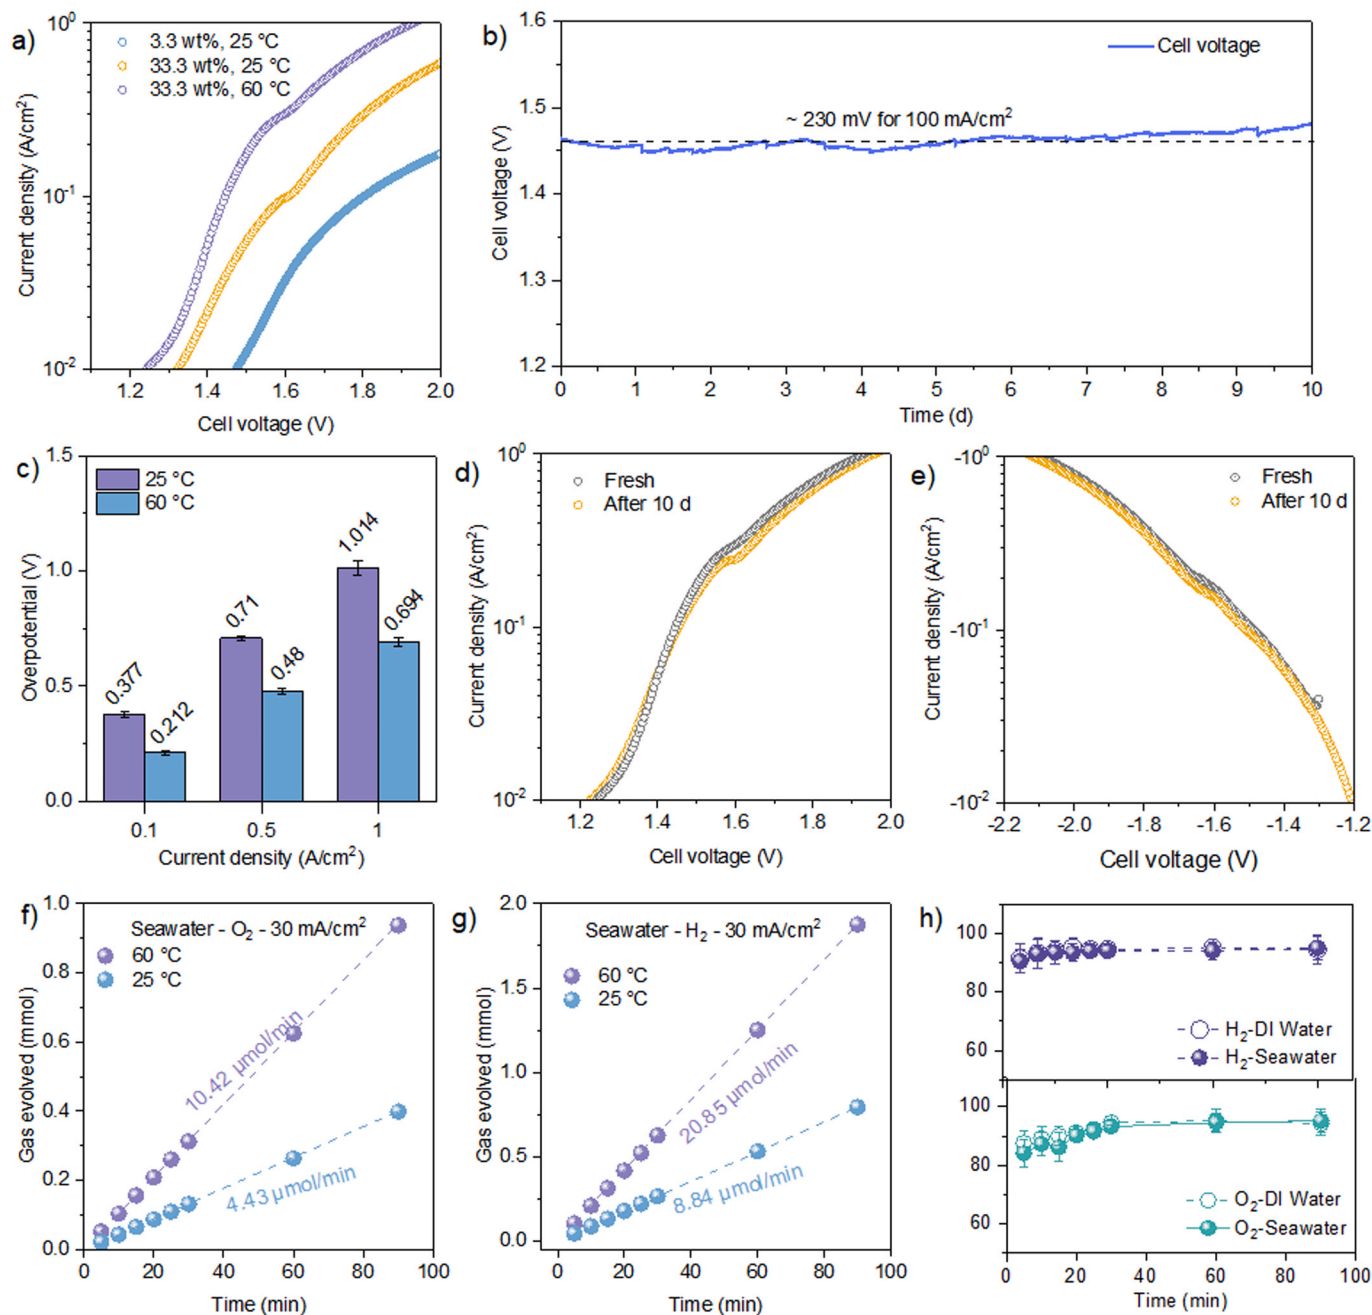 a)
3.3 wt%, 25 °C
33.3 wt%, 25 °C
33.3 wt%, 60 °C
10⁰
10⁻¹
10⁻²
Current density (A/cm²)
1.2 1.4 1.6 1.8 2.0
Cell voltage (V)
b)
Cell voltage
~ 230 mV for 100 mA/cm²
1.6
1.5
1.4
1.3
1.2
Cell voltage (V)
0 1 2 3 4 5 6 7 8 9 10
Time (d)
c)
25 °C
60 °C
1.5
1.0
0.5
0.0
Overpotential (V)
0.377
0.212
0.71
0.48
1.014
0.694
0.1 0.5 1
Current density (A/cm²)
d)
Fresh
After 10 d
10⁰
10⁻¹
10⁻²
Current density (A/cm²)
1.2 1.4 1.6 1.8 2.0
Cell voltage (V)
e)
Fresh
After 10 d
-10⁰
-10⁻¹
-10⁻²
Current density (A/cm²)
-2.2 -2.0 -1.8 -1.6 -1.4 -1.2
Cell voltage (V)
f)
Seawater - O₂ - 30 mA/cm²
60 °C
25 °C
10.42 μmol/min
4.43 μmol/min
1.0
0.8
0.6
0.4
0.2
0.0
Gas evolved (mmol)
0 20 40 60 80 100
Time (min)
g)
Seawater - H₂ - 30 mA/cm²
60 °C
25 °C
20.85 μmol/min
8.84 μmol/min
2.0
1.5
1.0
0.5
0.0
Gas evolved (mmol)
0 20 40 60 80 100
Time (min)
h)
100
80
60
H₂-DI Water
H₂-Seawater
100
80
60
O₂-DI Water
O₂-Seawater
0 20 40 60 80 100
Time (min)